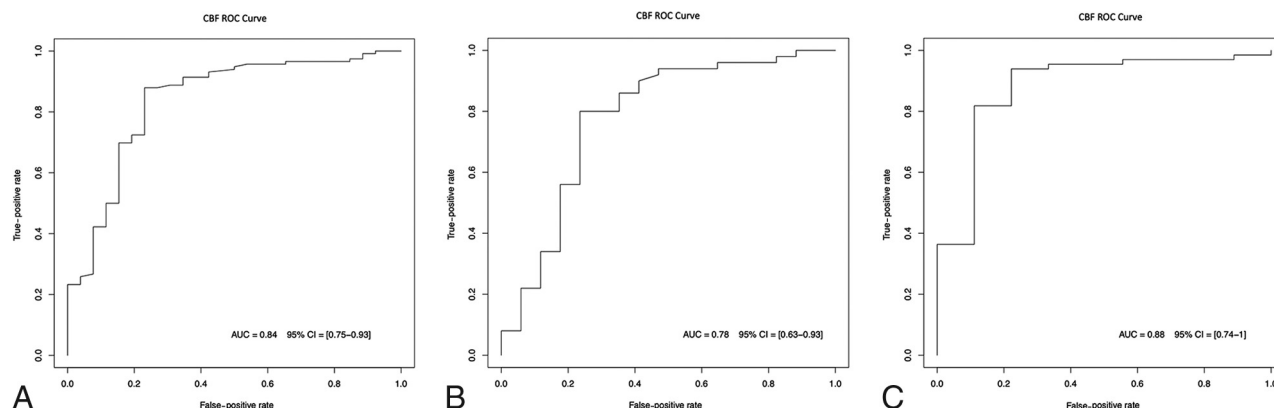 CBF ROC Curve
1.0
0.8
0.6
0.4
0.2
0.0
True-positive rate
AUC = 0.84 95% CI = [0.75–0.93]
0.0 0.2 0.4 0.6 0.8 1.0
False-positive rate
A
CBF ROC Curve
1.0
0.8
0.6
0.4
0.2
0.0
True-positive rate
AUC = 0.78 95% CI = [0.63–0.93]
0.0 0.2 0.4 0.6 0.8 1.0
False-positive rate
B
CBF ROC Curve
1.0
0.8
0.6
0.4
0.2
0.0
True-positive rate
AUC = 0.88 95% CI = [0.74–1]
0.0 0.2 0.4 0.6 0.8 1.0
False-positive rate
C